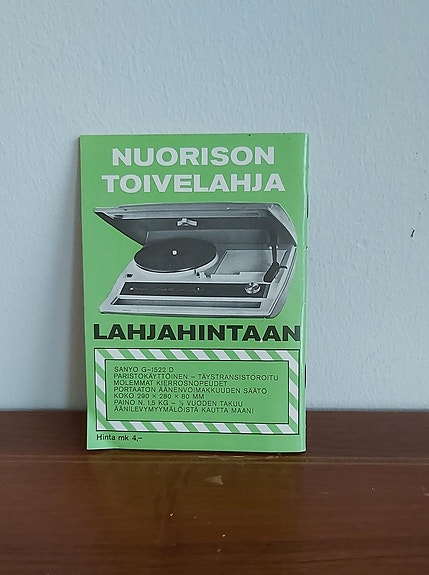 NUORISON
TOIVELAHJA
LAHJAHINTAAN
SANYO G-1522 D
PARISTOKÄYTTÖINEN — TÄYSTRANSISTÖROITU
MOLEMMAT KIERROSNOPEUDET
PORTAATON ÄÄNENVOIMAKKUUDEN SÄÄTÖ
KOKO 290 × 280 × 80 MM
PAINO N. 1,5 KG — ½ VUODEN TAKUU
ÄÄNILEVYMYYMÄLÖISTÄ KAUTTA MAAN!
Hinta mk 4,–